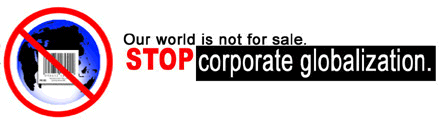 Our world is not for sale.
STOP corporate globalization.